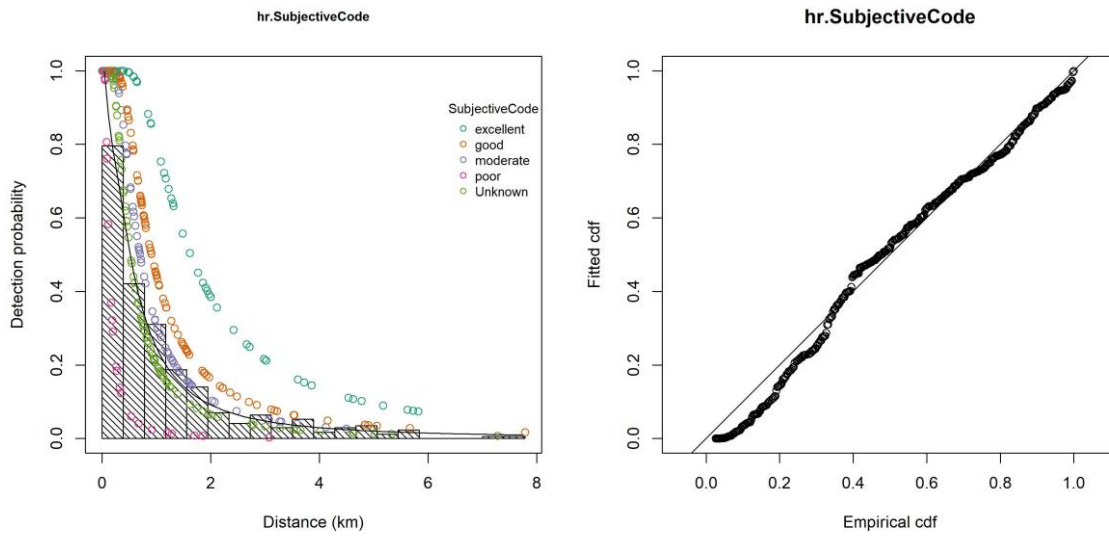 hr.SubjectiveCode
Detection probability
1.0
0.8
0.6
0.4
0.2
0.0
SubjectiveCode
excellent
good
moderate
poor
Unknown
0 2 4 6 8
Distance (km)
hr.SubjectiveCode
Fitted cdf
1.0
0.8
0.6
0.4
0.2
0.0
0.0 0.2 0.4 0.6 0.8 1.0
Empirical cdf